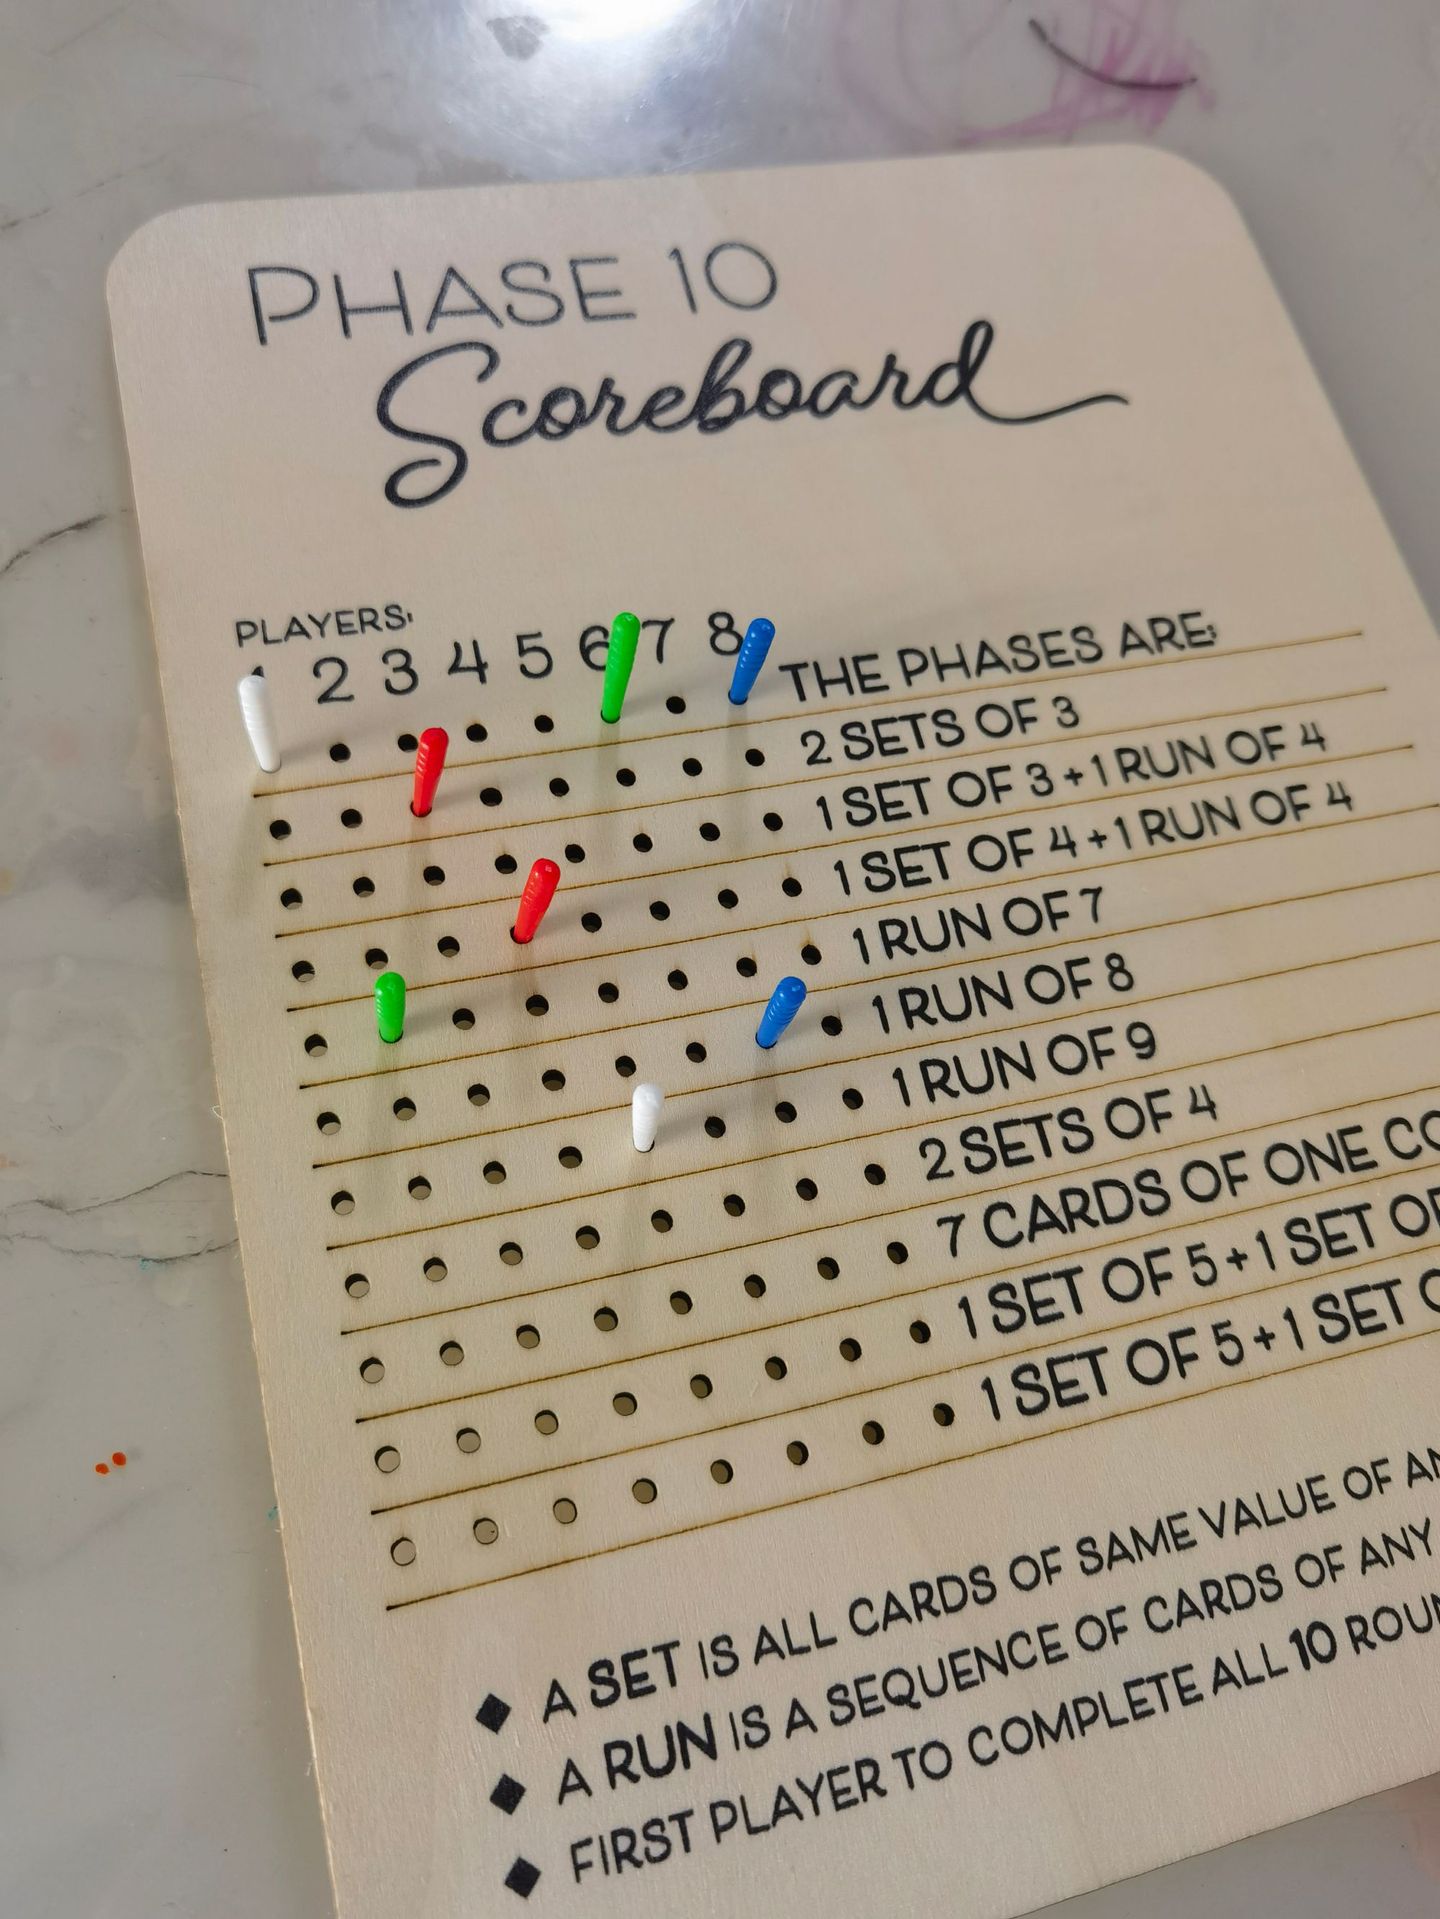 PHASE 10
Scoreboard
PLAYERS:
1 2 3 4 5 6 7 8
THE PHASES ARE:
2 SETS OF 3
1 SET OF 3 + 1 RUN OF 4
1 SET OF 4 + 1 RUN OF 4
1 RUN OF 7
1 RUN OF 8
1 RUN OF 9
2 SETS OF 4
7 CARDS OF ONE CO
1 SET OF 5 + 1 SET OF
1 SET OF 5 + 1 SET O
◆ A SET IS ALL CARDS OF SAME VALUE OF AN
◆ A RUN IS A SEQUENCE OF CARDS OF ANY
◆ FIRST PLAYER TO COMPLETE ALL 10 ROUN